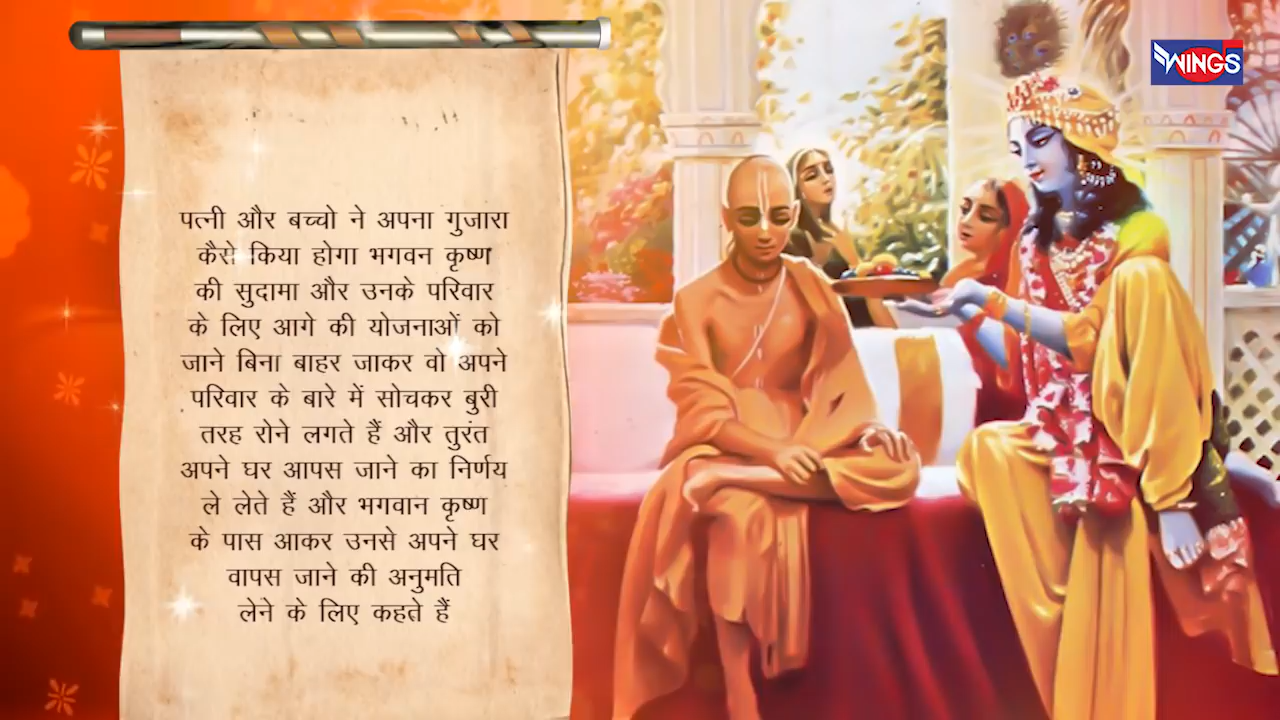 WINGS
पत्नी और बच्चो ने अपना गुजारा
कैसे किया होगा भगवन कृष्ण
की सुदामा और उनके परिवार
के लिए आगे की योजनाओं को
जाने बिना बाहर जाकर वो अपने
परिवार के बारे में सोचकर बुरी
तरह रोने लगते हैं और तुरंत
अपने घर आपस जाने का निर्णय
ले लेते हैं और भगवान कृष्ण
के पास आकर उनसे अपने घर
वापस जाने की अनुमति
लेने के लिए कहते हैं